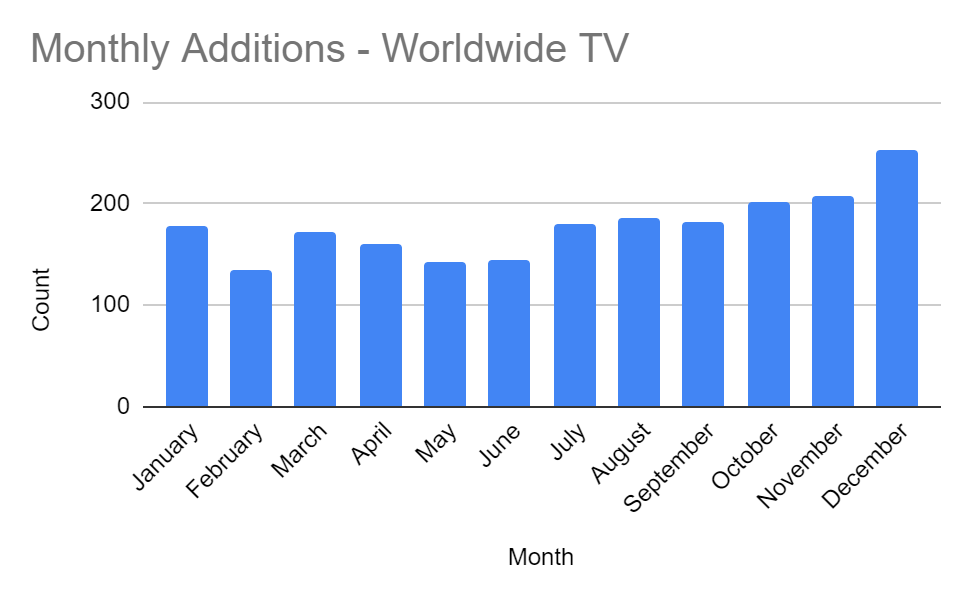 Monthly Additions - Worldwide TV
300
200
100
0
Count
January
February
March
April
May
June
July
August
September
October
November
December
Month